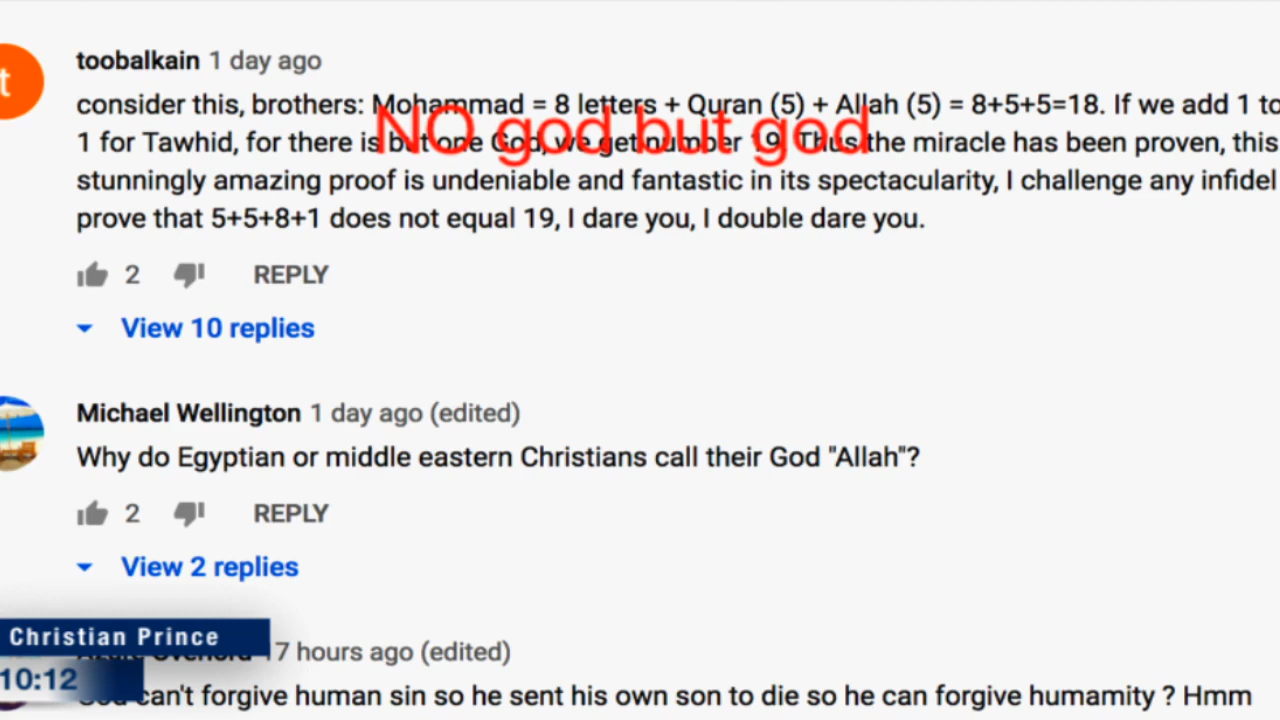 toobalkain 1 day ago
consider this, brothers: Mohammad = 8 letters + Quran (5) + Allah (5) = 8+5+5=18. If we add 1 to
NO god but god
1 for Tawhid, for there is but one God, we get number 19. Thus the miracle has been proven, this
stunningly amazing proof is undeniable and fantastic in its spectacularity, I challenge any infidel
prove that 5+5+8+1 does not equal 19, I dare you, I double dare you.
2 REPLY
View 10 replies
Michael Wellington 1 day ago (edited)
Why do Egyptian or middle eastern Christians call their God "Allah"?
2 REPLY
View 2 replies
Christian Prince
7 hours ago (edited)
10:12
can't forgive human sin so he sent his own son to die so he can forgive humamity ? Hmm